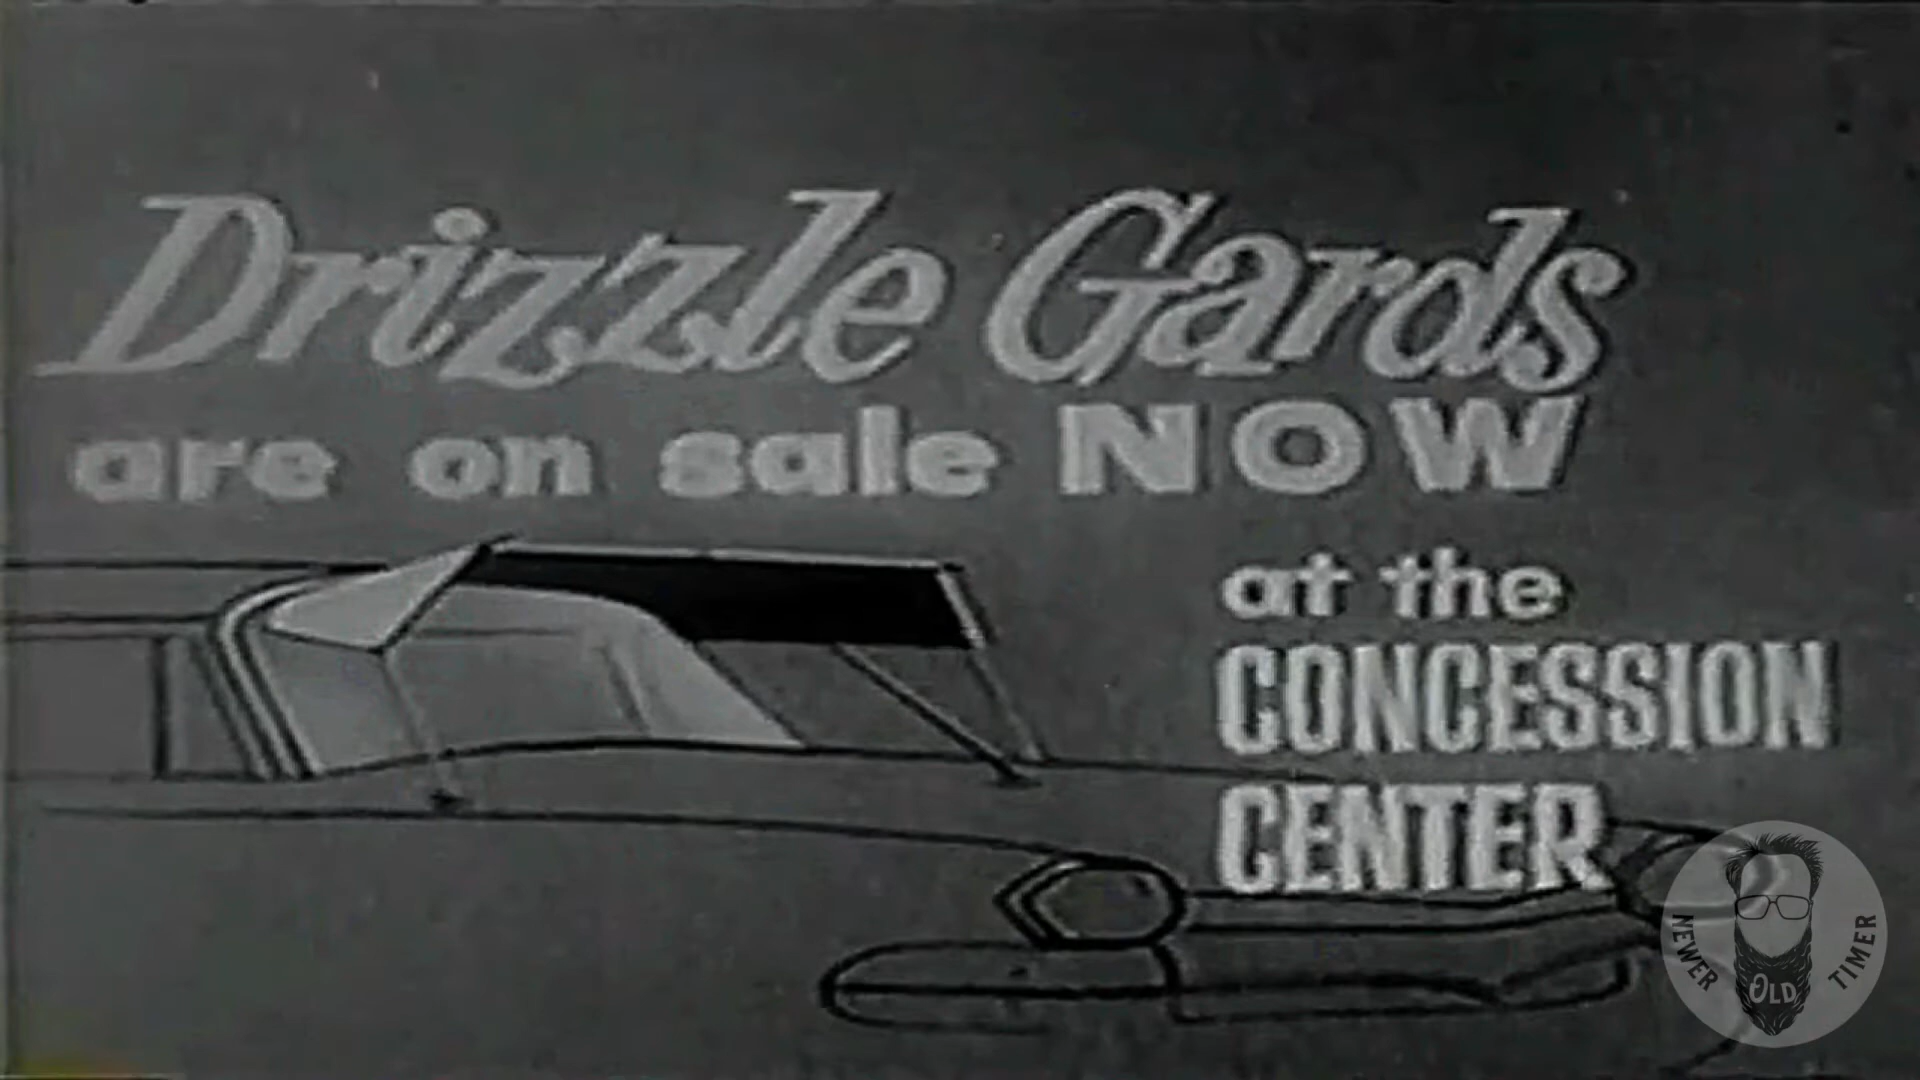 Drizzle Gards
are on sale NOW
at the
CONCESSION
CENTER
NEWER OLD TIMER